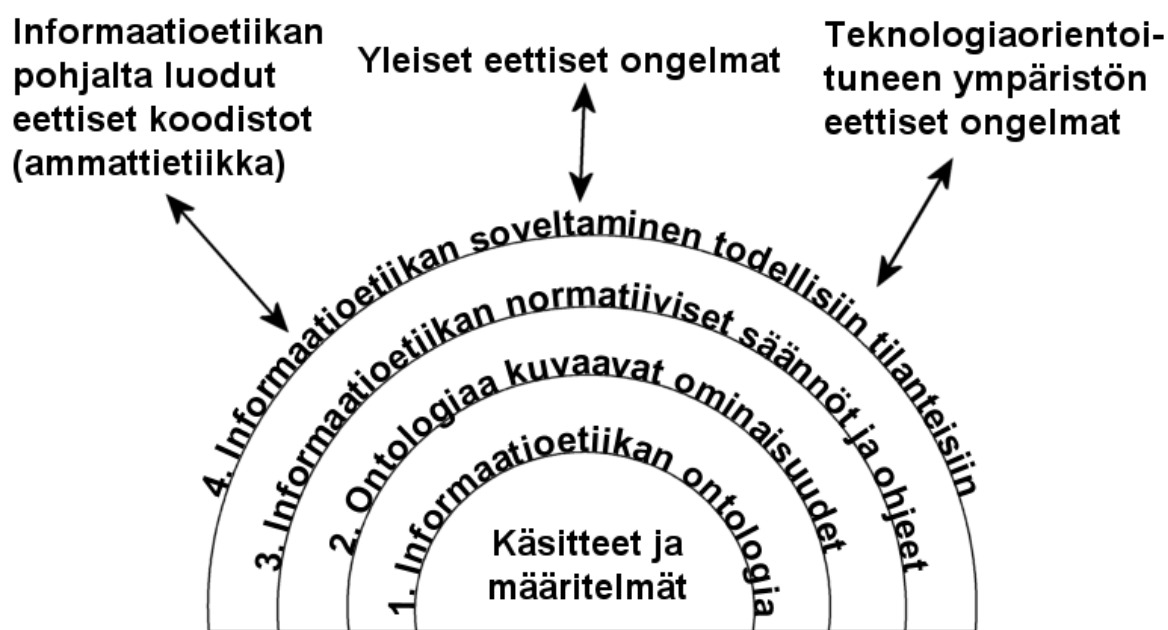 Informaatioetiikan
pohjalta luodut
eettiset koodistot
(ammattietiikka)
Yleiset eettiset ongelmat
Teknologiaorientoi-
tuneen ympäristön
eettiset ongelmat
4. Informaatioetiikan soveltaminen todellisiin tilanteisiin
3. Informaatioetiikan normatiiviset säännöt ja ohjeet
2. Ontologiaa kuvaavat ominaisuudet
1. Informaatioetiikan ontologia
Käsitteet ja
määritelmät